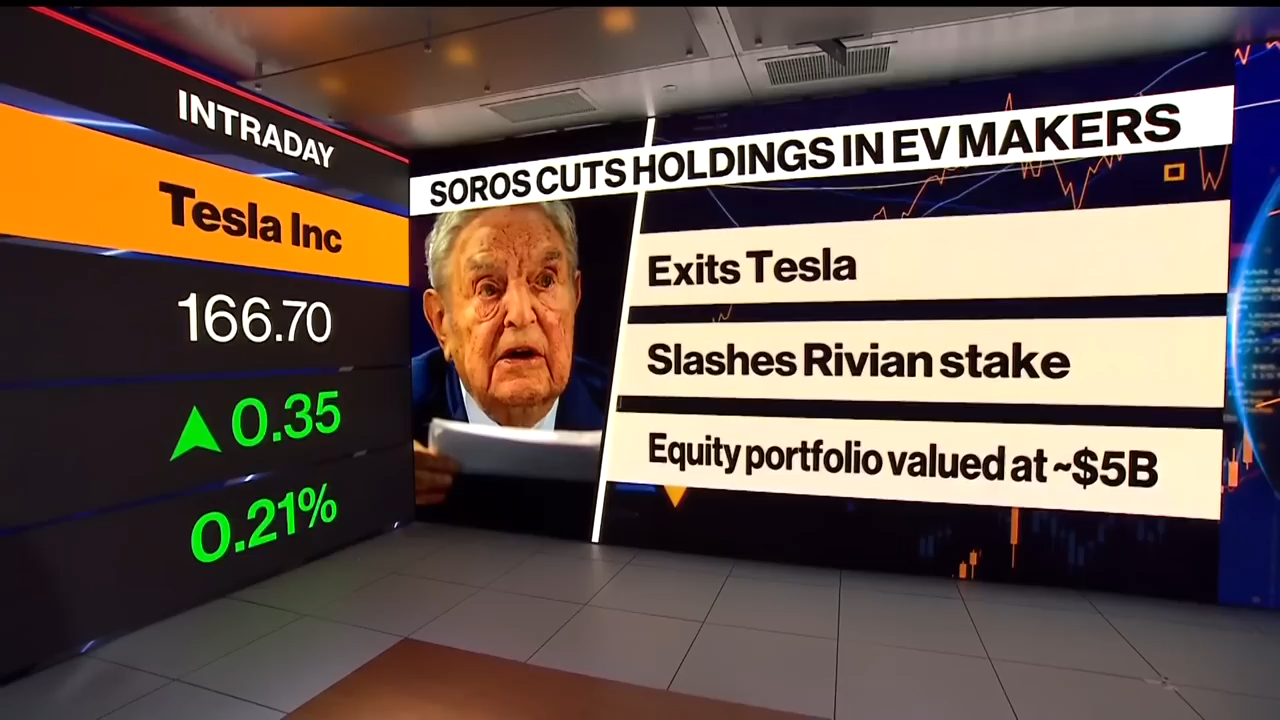 INTRADAY
Tesla Inc
166.70
▲ 0.35
0.21%
SOROS CUTS HOLDINGS IN EV MAKERS
Exits Tesla
Slashes Rivian stake
Equity portfolio valued at ~$5B